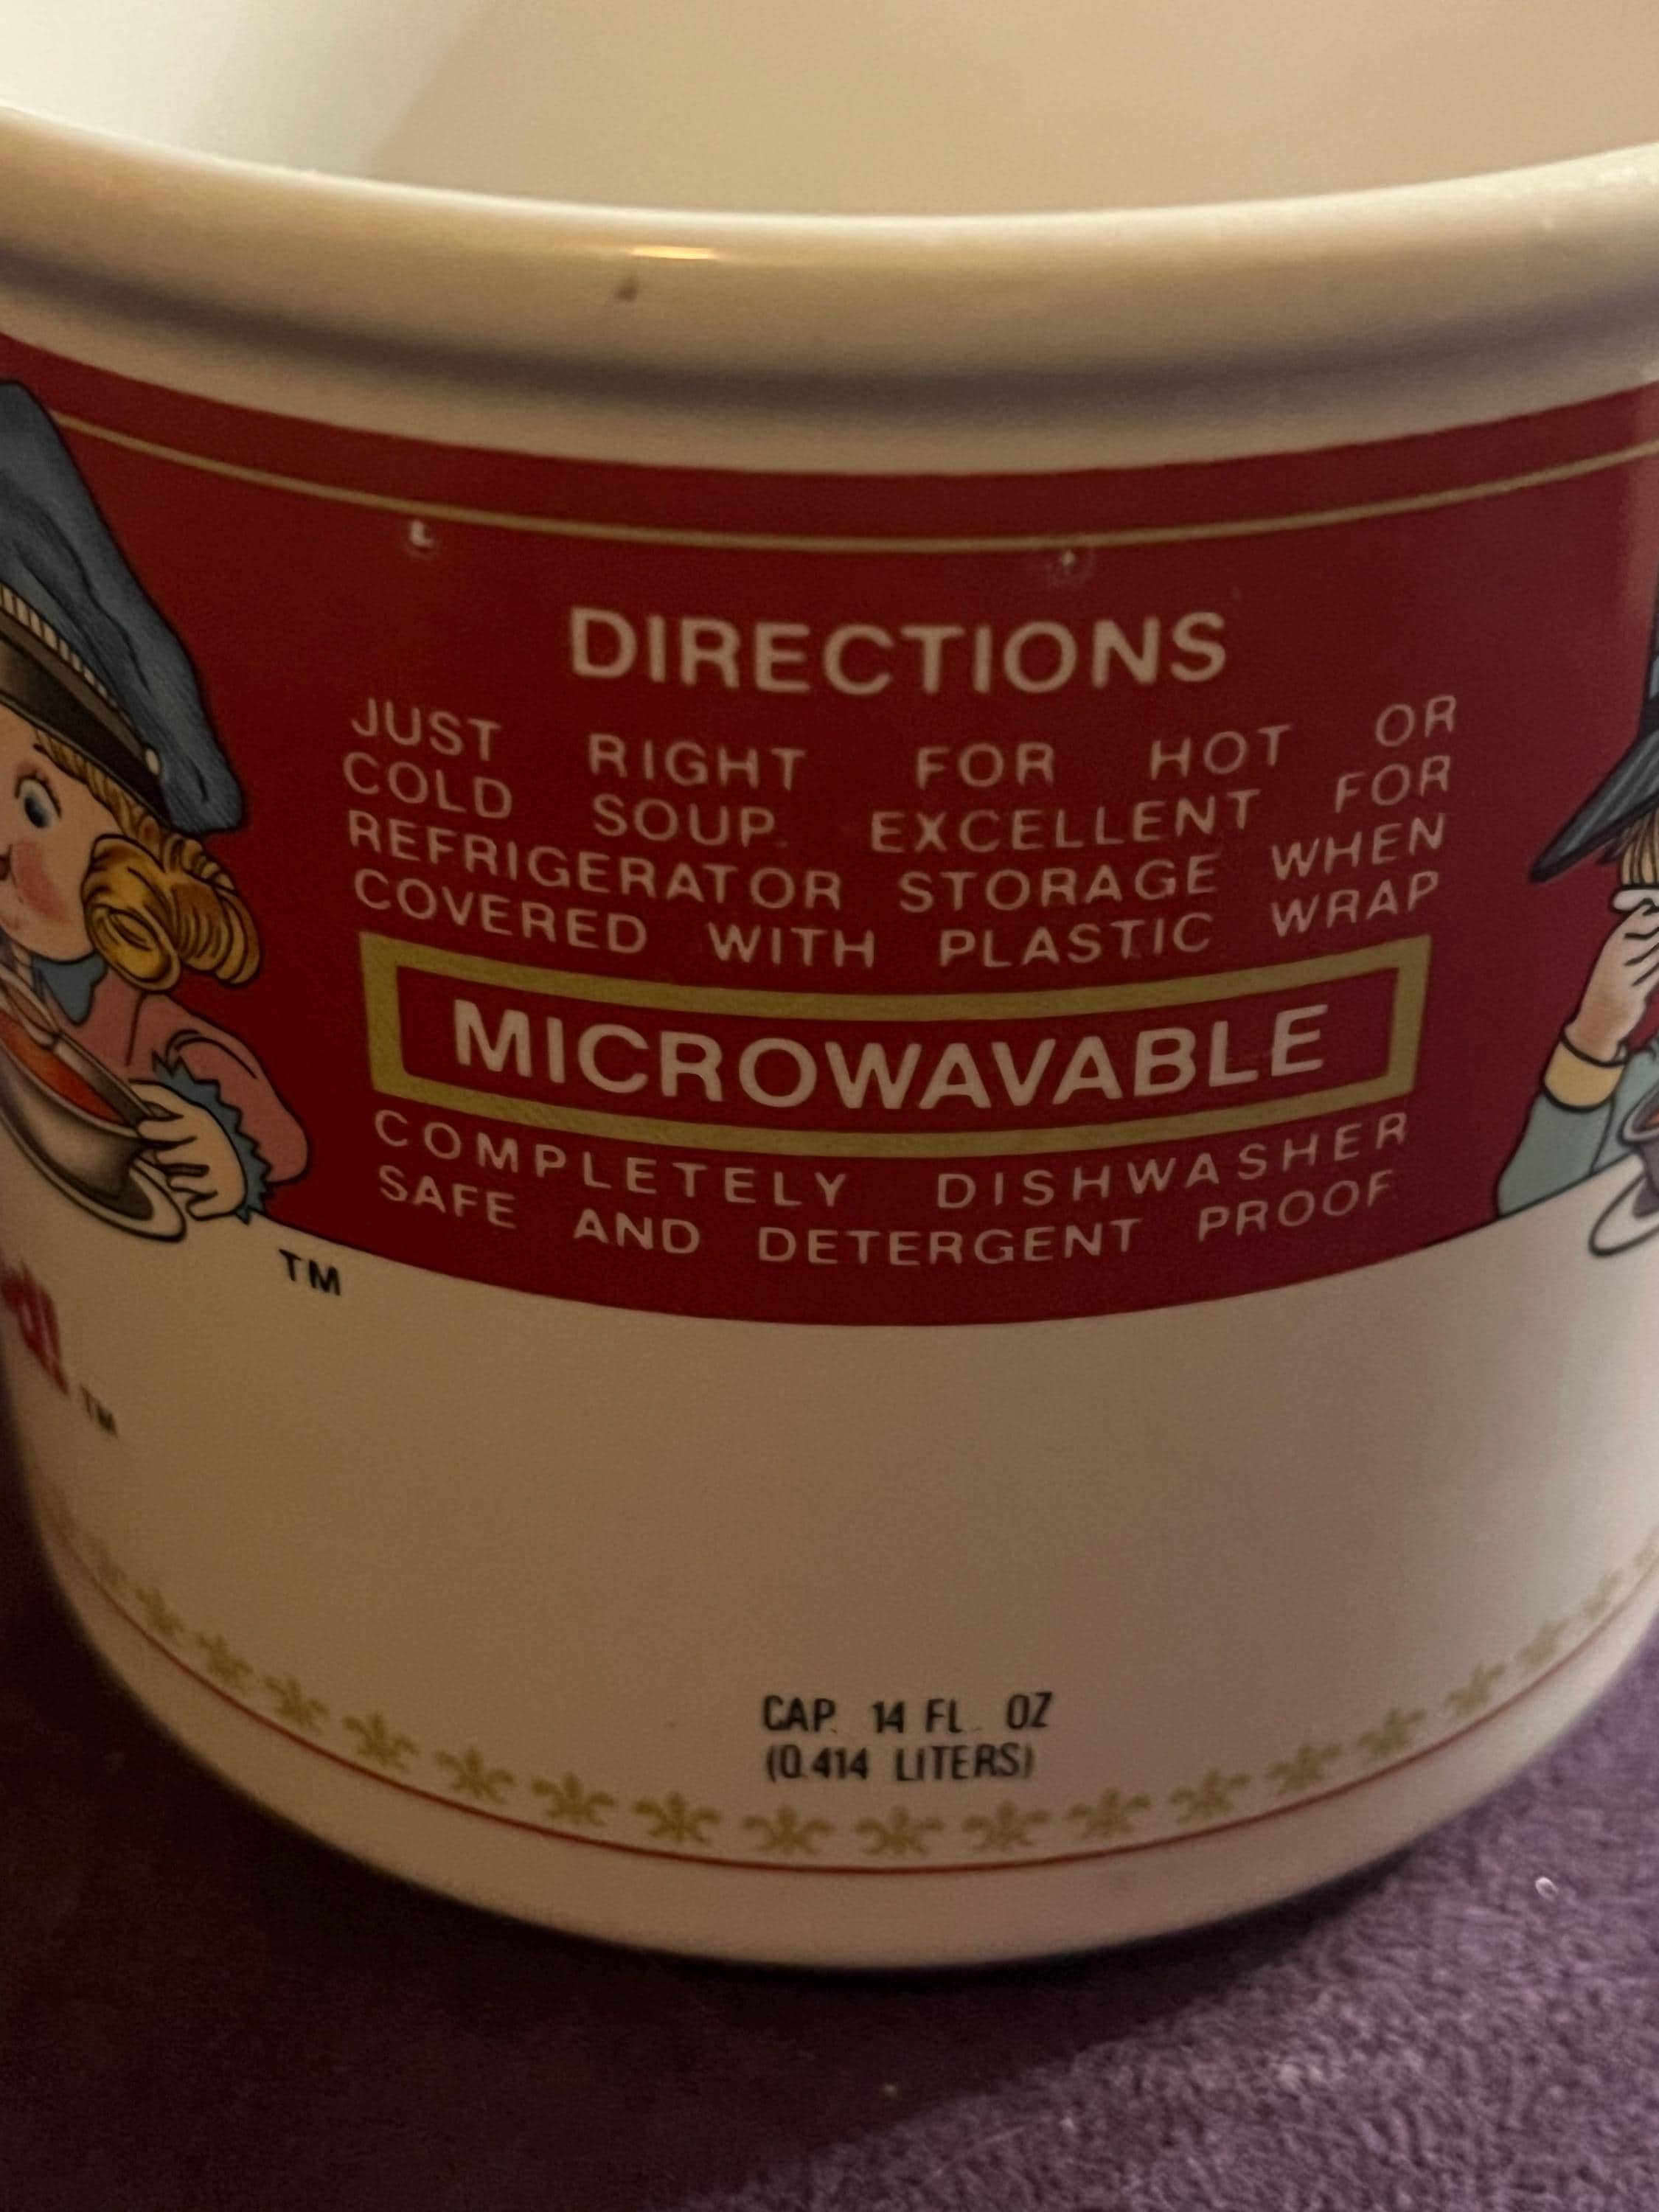 DIRECTIONS
JUST RIGHT FOR HOT OR
COLD SOUP. EXCELLENT FOR
REFRIGERATOR STORAGE WHEN
COVERED WITH PLASTIC WRAP
MICROWAVABLE
COMPLETELY DISHWASHER
SAFE AND DETERGENT PROOF
TM
TM
CAP. 14 FL. OZ
(0.414 LITERS)